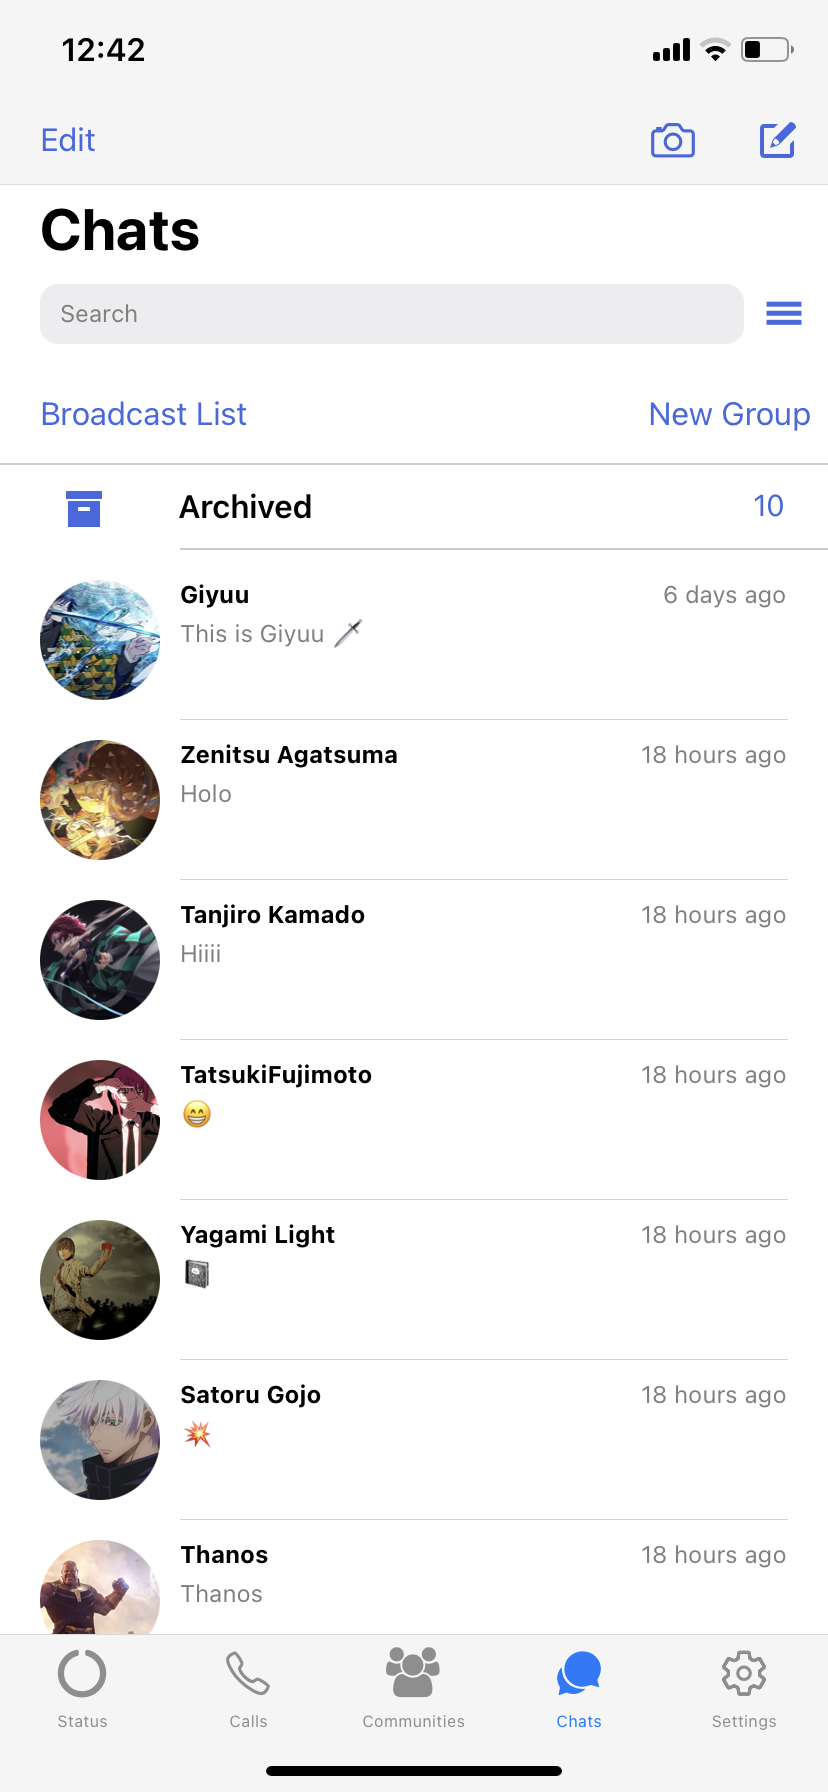 12:42
Edit
Chats
Search
Broadcast List New Group
Archived 10
Giyuu 6 days ago
This is Giyuu 🗡️
Zenitsu Agatsuma 18 hours ago
Holo
Tanjiro Kamado 18 hours ago
Hiiii
TatsukiFujimoto 18 hours ago
😁
Yagami Light 18 hours ago
📓
Satoru Gojo 18 hours ago
💥
Thanos 18 hours ago
Thanos
Status Calls Communities Chats Settings